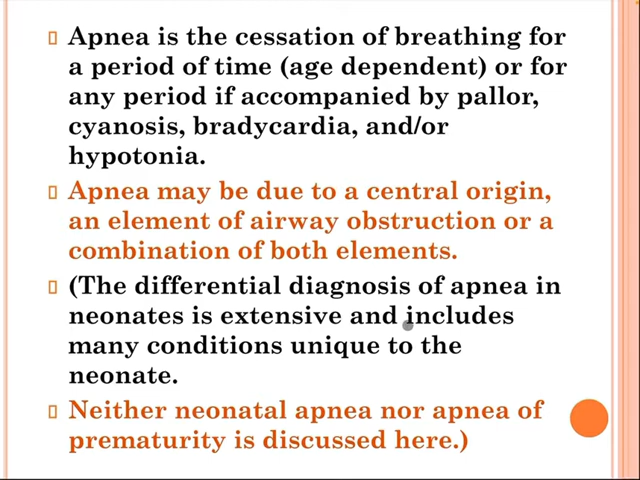 Apnea is the cessation of breathing for
a period of time (age dependent) or for
any period if accompanied by pallor,
cyanosis, bradycardia, and/or
hypotonia.
Apnea may be due to a central origin,
an element of airway obstruction or a
combination of both elements.
(The differential diagnosis of apnea in
neonates is extensive and includes
many conditions unique to the
neonate.
Neither neonatal apnea nor apnea of
prematurity is discussed here.)